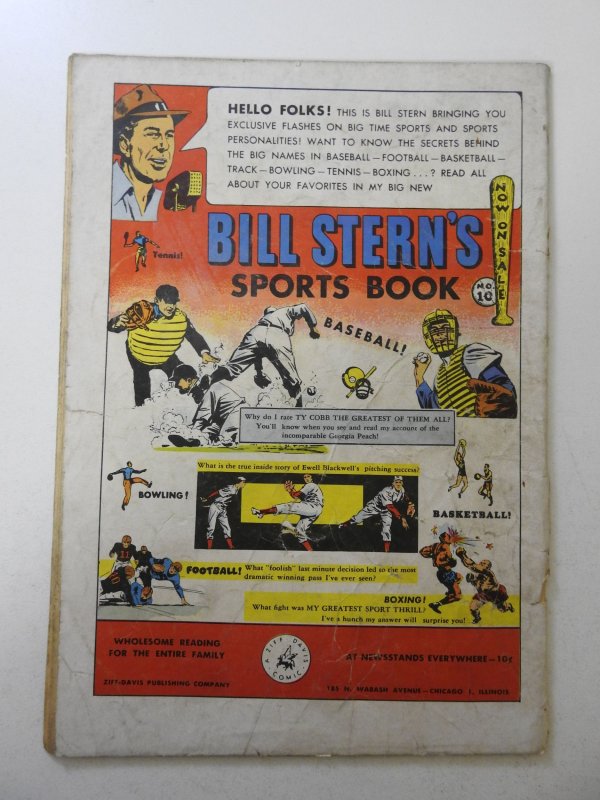 HELLO FOLKS! THIS IS BILL STERN BRINGING YOU
EXCLUSIVE FLASHES ON BIG TIME SPORTS AND SPORTS
PERSONALITIES! WANT TO KNOW THE SECRETS BEHIND
THE BIG NAMES IN BASEBALL—FOOTBALL—BASKETBALL—
TRACK—BOWLING—TENNIS—BOXING...? READ ALL
ABOUT YOUR FAVORITES IN MY BIG NEW
NOW ON SALE
BILL STERN'S
SPORTS BOOK
NO.
10
Tennis!
BASEBALL!
Why do I rate TY COBB THE GREATEST OF THEM ALL?
You'll know when you see and read my account of the
incomparable Georgia Peach!
What is the true inside story of Ewell Blackwell's pitching success?
BOWLING!
BASKETBALL!
FOOTBALL! What "foolish" last minute decision led to the most
dramatic winning pass I've ever seen?
BOXING!
What fight was MY GREATEST SPORT THRILL?
I've a hunch my answer will surprise you!
WHOLESOME READING
FOR THE ENTIRE FAMILY
A ZIFF DAVIS
COMIC
AT NEWSSTANDS EVERYWHERE—10¢
ZIFF-DAVIS PUBLISHING COMPANY
185 N. WABASH AVENUE—CHICAGO 1, ILLINOIS